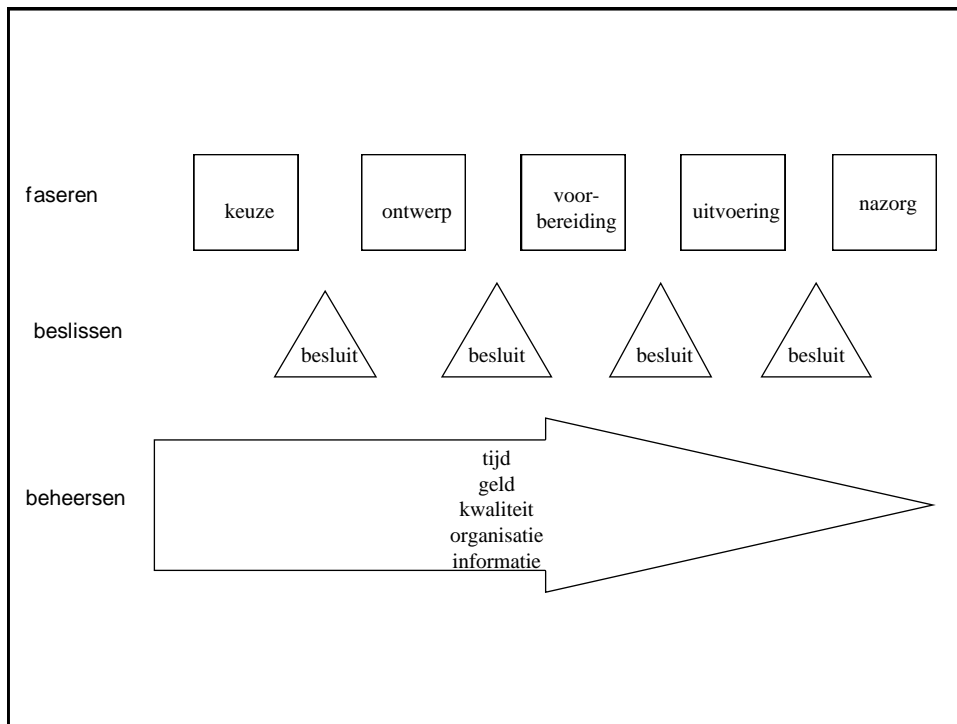 faseren
keuze
ontwerp
voor-
bereiding
uitvoering
nazorg
beslissen
besluit
besluit
besluit
besluit
beheersen
tijd
geld
kwaliteit
organisatie
informatie